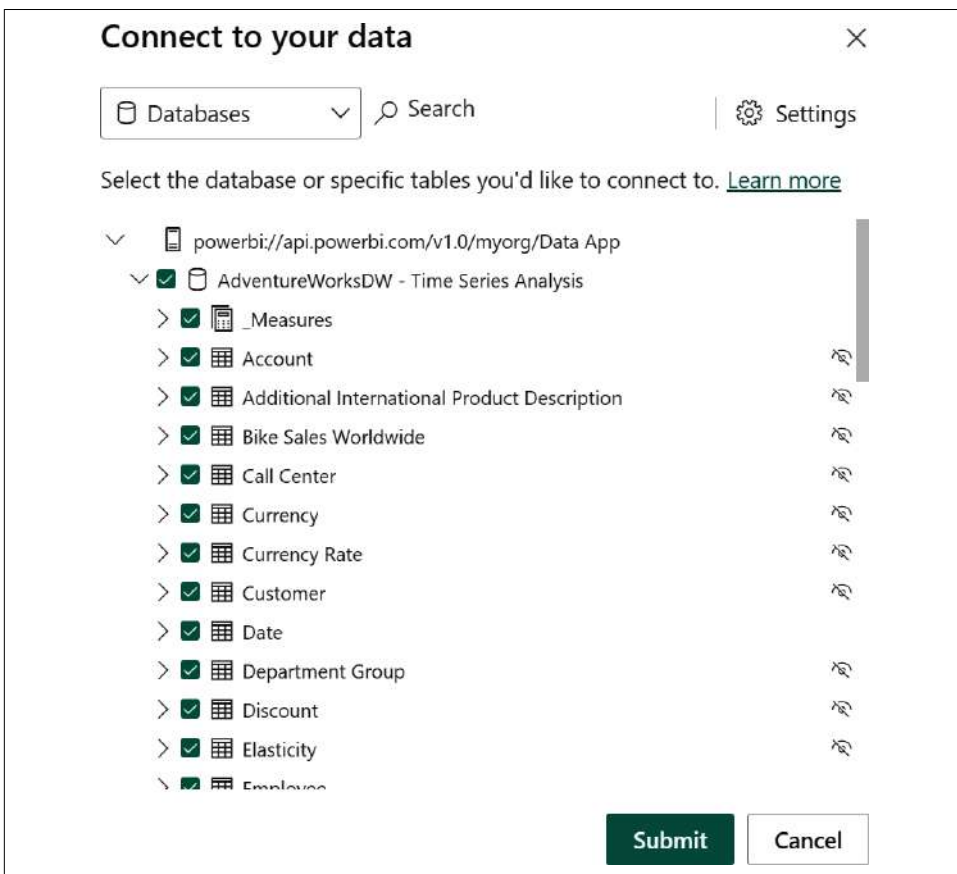 Connect to your data
Databases
Search
Settings
Select the database or specific tables you'd like to connect to. Learn more
powerbi://api.powerbi.com/v1.0/myorg/Data App
AdventureWorksDW - Time Series Analysis
_Measures
Account
Additional International Product Description
Bike Sales Worldwide
Call Center
Currency
Currency Rate
Customer
Date
Department Group
Discount
Elasticity
Employee
Submit
Cancel